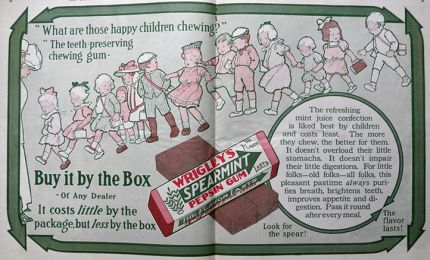 "What are those happy children chewing?"
"The teeth-preserving
chewing gum-
Buy it by the Box
- Of Any Dealer
It costs little by the
package, but less by the box
WRIGLEY'S
SPEARMINT
PEPSIN GUM
LASTS
Look for
the spear!
The refreshing
mint juice confection
is liked best by children
and costs least. The more
they chew, the better for them.
It doesn't overload their little
stomachs. It doesn't impair
their little digestions. For little
folks—old folks—all folks, this
pleasant pastime always puri-
fies breath, brightens teeth,
improves appetite and di-
gestion. Pass it round
after every meal.
The
flavor
lasts!